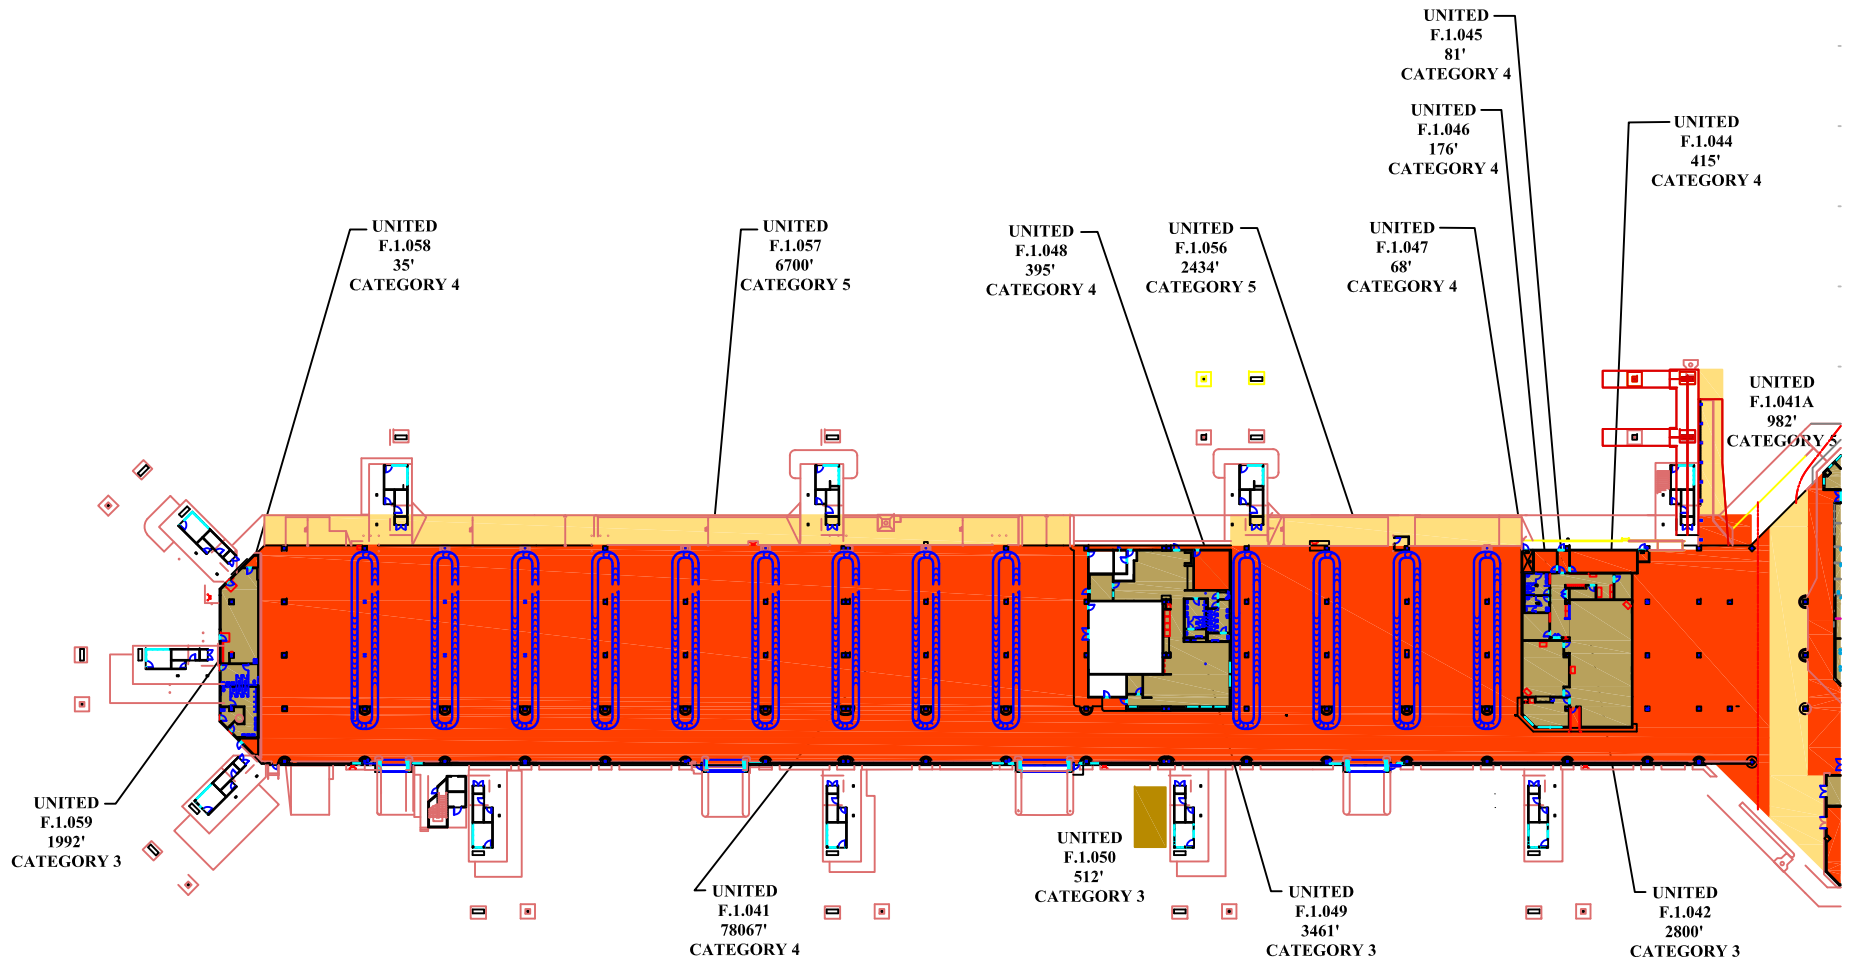 UNITED
F.1.045
81'
CATEGORY 4
UNITED
F.1.046
176'
CATEGORY 4
UNITED
F.1.044
415'
CATEGORY 4
UNITED
F.1.058
35'
CATEGORY 4
UNITED
F.1.057
6700'
CATEGORY 5
UNITED
F.1.048
395'
CATEGORY 4
UNITED
F.1.056
2434'
CATEGORY 5
UNITED
F.1.047
68'
CATEGORY 4
UNITED
F.1.041A
982'
CATEGORY 5
UNITED
F.1.059
1992'
CATEGORY 3
UNITED
F.1.041
78067'
CATEGORY 4
UNITED
F.1.050
512'
CATEGORY 3
UNITED
F.1.049
3461'
CATEGORY 3
UNITED
F.1.042
2800'
CATEGORY 3